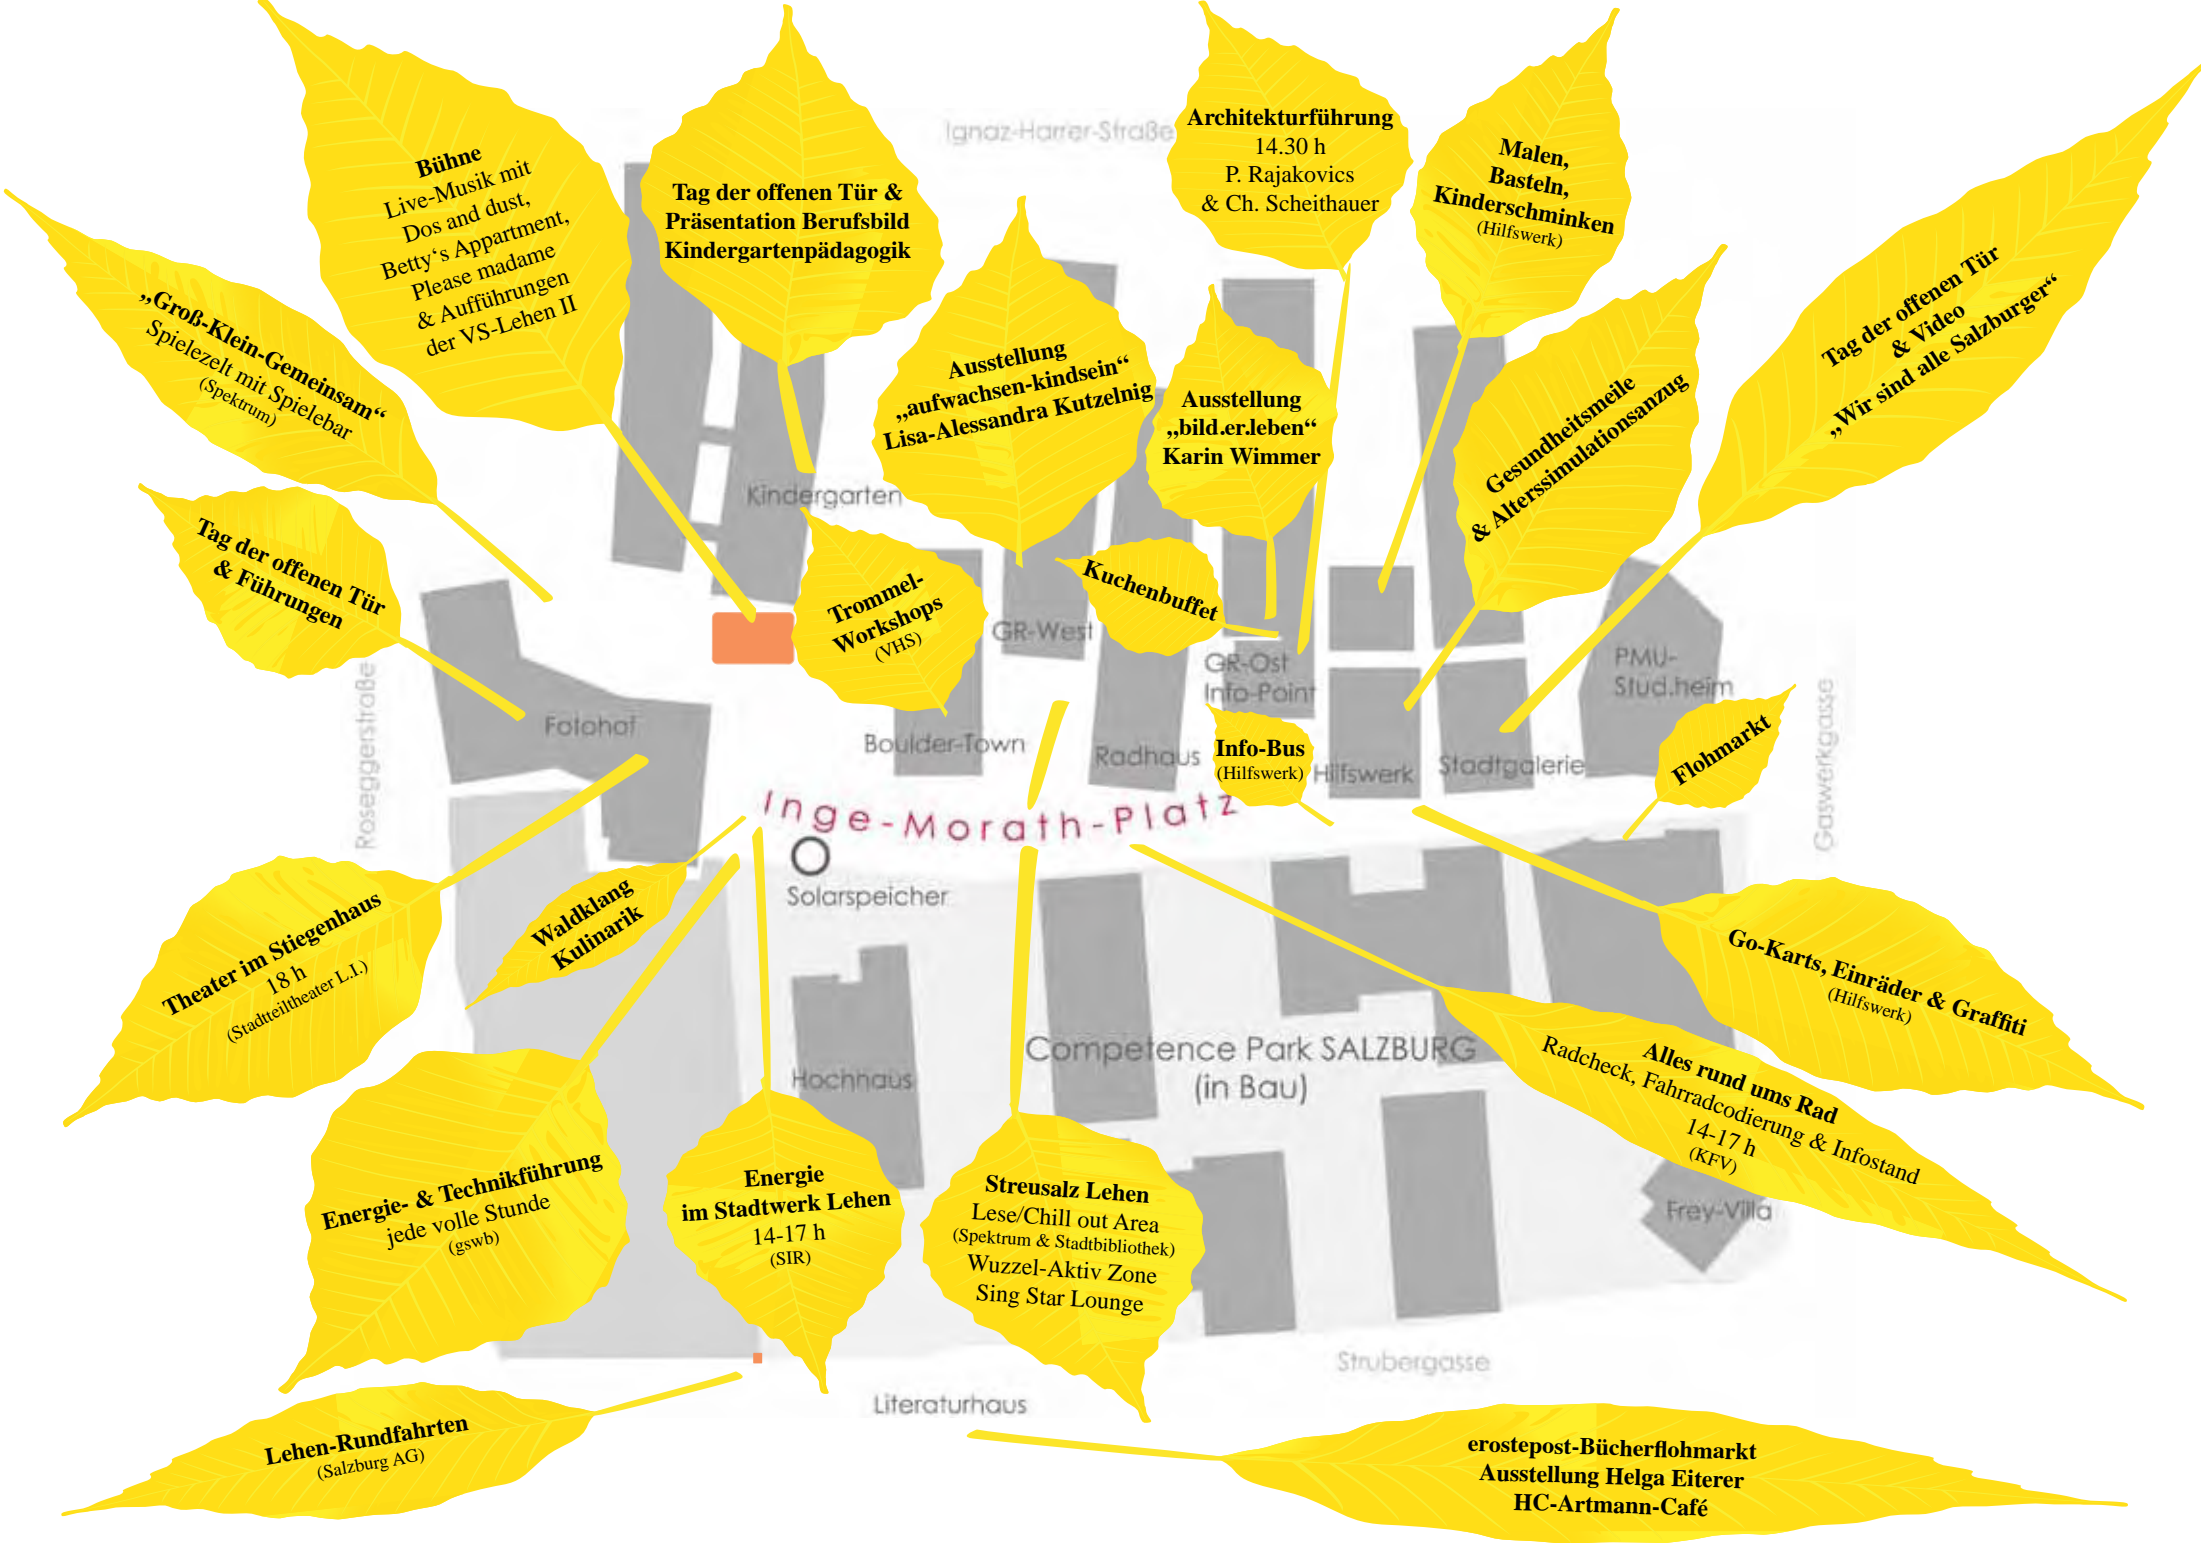 Ignaz-Harrer-Straße
Bühne
Live-Musik mit
Dos and dust,
Betty‘s Appartment,
Please madame
& Aufführungen
der VS-Lehen II
Tag der offenen Tür &
Präsentation Berufsbild
Kindergartenpädagogik
Architekturführung
14.30 h
P. Rajakovics
& Ch. Scheithauer
Malen,
Basteln,
Kinderschminken
(Hilfswerk)
„Groß-Klein-Gemeinsam“
Spielezelt mit Spielebar
(Spektrum)
Ausstellung
„aufwachsen-kindsein“
Lisa-Alessandra Kutzelnig
Ausstellung
„bild.er.leben“
Karin Wimmer
Gesundheitsmeile
& Alterssimulationsanzug
Tag der offenen Tür
& Video
„Wir sind alle Salzburger“
Kindergarten
Tag der offenen Tür
& Führungen
Trommel-
Workshops
(VHS)
Kuchenbuffet
GR-West
GR-Ost
Info-Point
PMU-
Stud.heim
Roseggerstraße
Fotohof
Boulder-Town
Radhaus
Info-Bus
(Hilfswerk)
Hilfswerk
Stadtgalerie
Flohmarkt
Gaswerkgasse
Inge-Morath-Platz
Solarspeicher
Waldklang
Kulinarik
Theater im Stiegenhaus
18 h
(Stadtteiltheater L.I.)
Go-Karts, Einräder & Graffiti
(Hilfswerk)
Competence Park SALZBURG
(in Bau)
Hochhaus
Alles rund ums Rad
Radcheck, Fahrradcodierung & Infostand
14-17 h
(KFV)
Energie- & Technikführung
jede volle Stunde
(gswb)
Energie
im Stadtwerk Lehen
14-17 h
(SIR)
Streusalz Lehen
Lese/Chill out Area
(Spektrum & Stadtbibliothek)
Wuzzel-Aktiv Zone
Sing Star Lounge
Frey-Villa
Strubergasse
Literaturhaus
Lehen-Rundfahrten
(Salzburg AG)
erostepost-Bücherflohmarkt
Ausstellung Helga Eiterer
HC-Artmann-Café